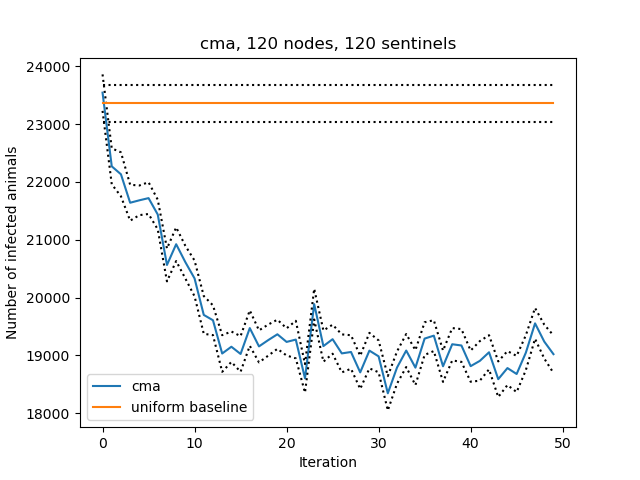 cma, 120 nodes, 120 sentinels
24000
23000
22000
21000
20000
19000
18000
Number of infected animals
cma
uniform baseline
0 10 20 30 40 50
Iteration